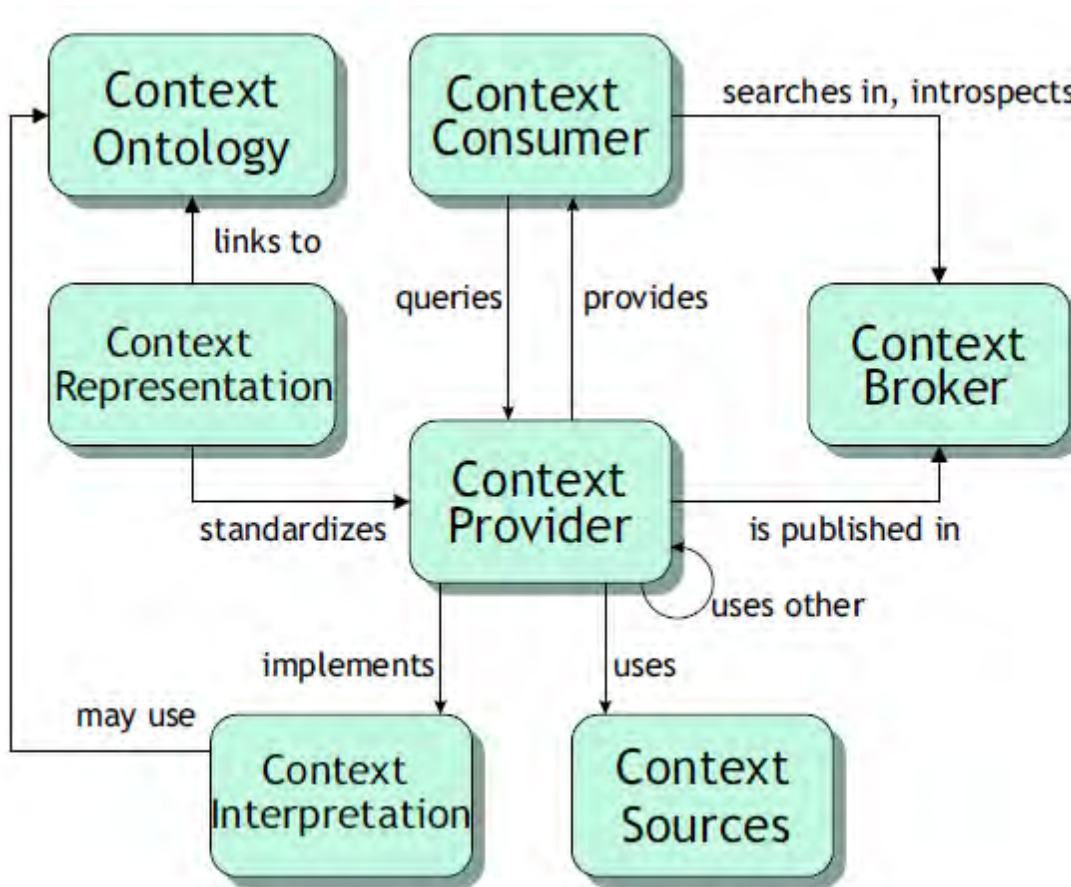 Context
Ontology
Context
Consumer
searches in, introspects
links to
queries
provides
Context
Representation
Context
Broker
Context
Provider
standardizes
is published in
uses other
implements
uses
may use
Context
Interpretation
Context
Sources